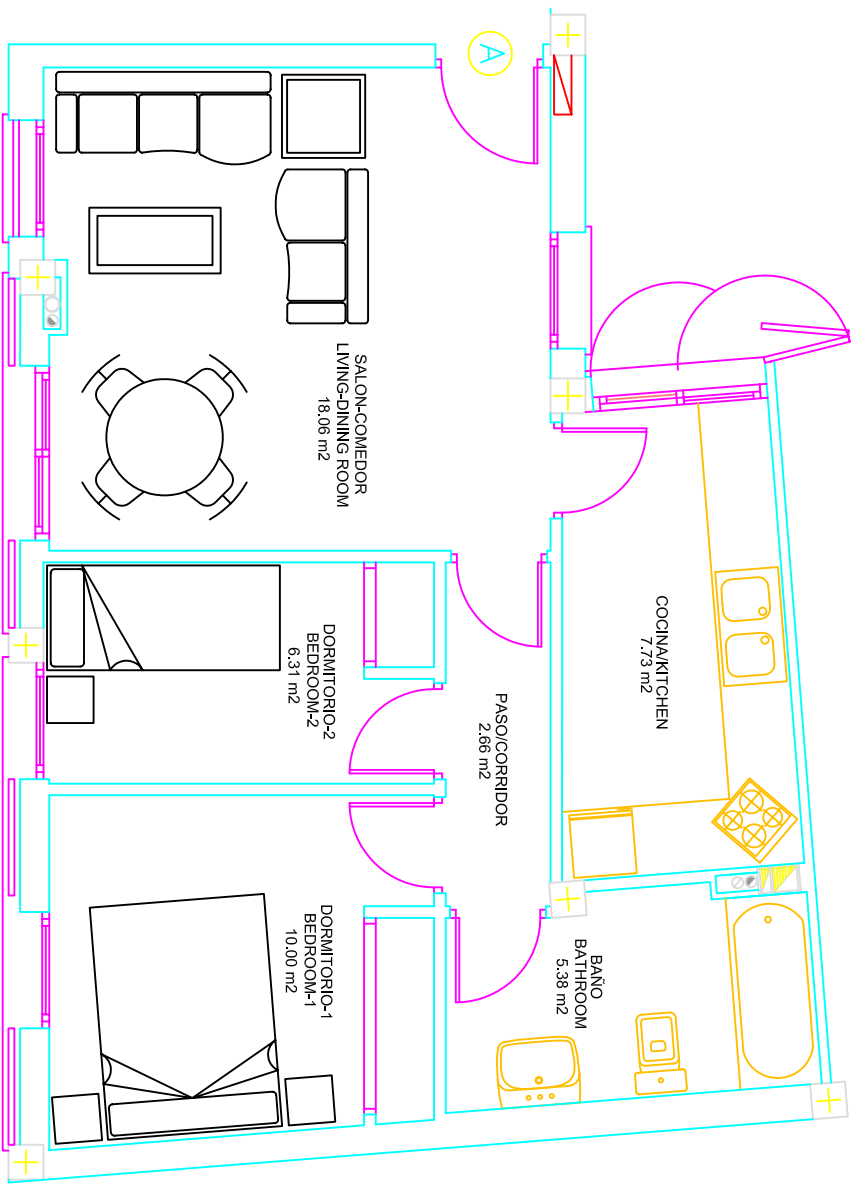 A
SALON-COMEDOR
LIVING-DINING ROOM
18.06 m2
COCINA/KITCHEN
7.73 m2
DORMITORIO-2
BEDROOM-2
6.31 m2
PASO/CORRIDOR
2.66 m2
DORMITORIO-1
BEDROOM-1
10.00 m2
BAÑO
BATHROOM
5.38 m2